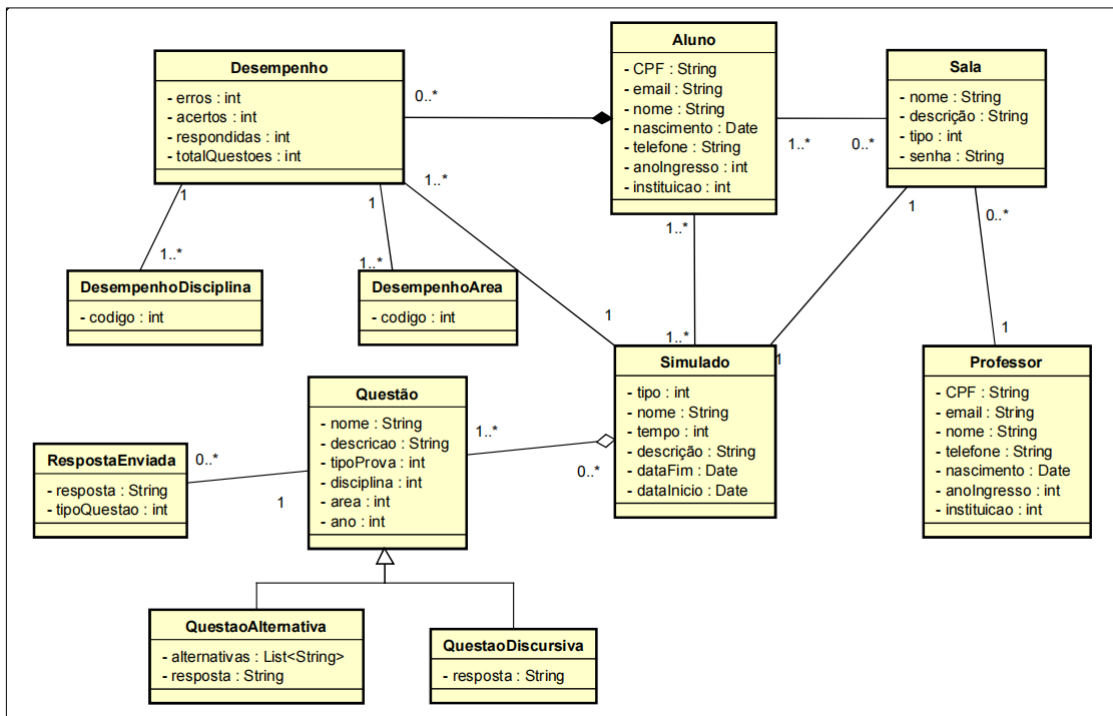 Desempenho
- erros : int
- acertos : int
- respondidas : int
- totalQuestoes : int
0..*
1..*
1
1
1..*
1..*
Aluno
- CPF : String
- email : String
- nome : String
- nascimento : Date
- telefone : String
- anoIngresso : int
- instituicao : int
1..*
0..*
1..*
Sala
- nome : String
- descrição : String
- tipo : int
- senha : String
1
0..*
DesempenhoDisciplina
- codigo : int
DesempenhoArea
- codigo : int
1
1..*
1
1
Simulado
- tipo : int
- nome : String
- tempo : int
- descrição : String
- dataFim : Date
- dataInicio : Date
Professor
- CPF : String
- email : String
- nome : String
- telefone : String
- nascimento : Date
- anoIngresso : int
- instituicao : int
Questão
- nome : String
- descricao : String
- tipoProva : int
- disciplina : int
- area : int
- ano : int
1..*
0..*
RespostaEnviada
- resposta : String
- tipoQuestao : int
0..*
1
QuestaoAlternativa
- alternativas : List<String>
- resposta : String
QuestaoDiscursiva
- resposta : String